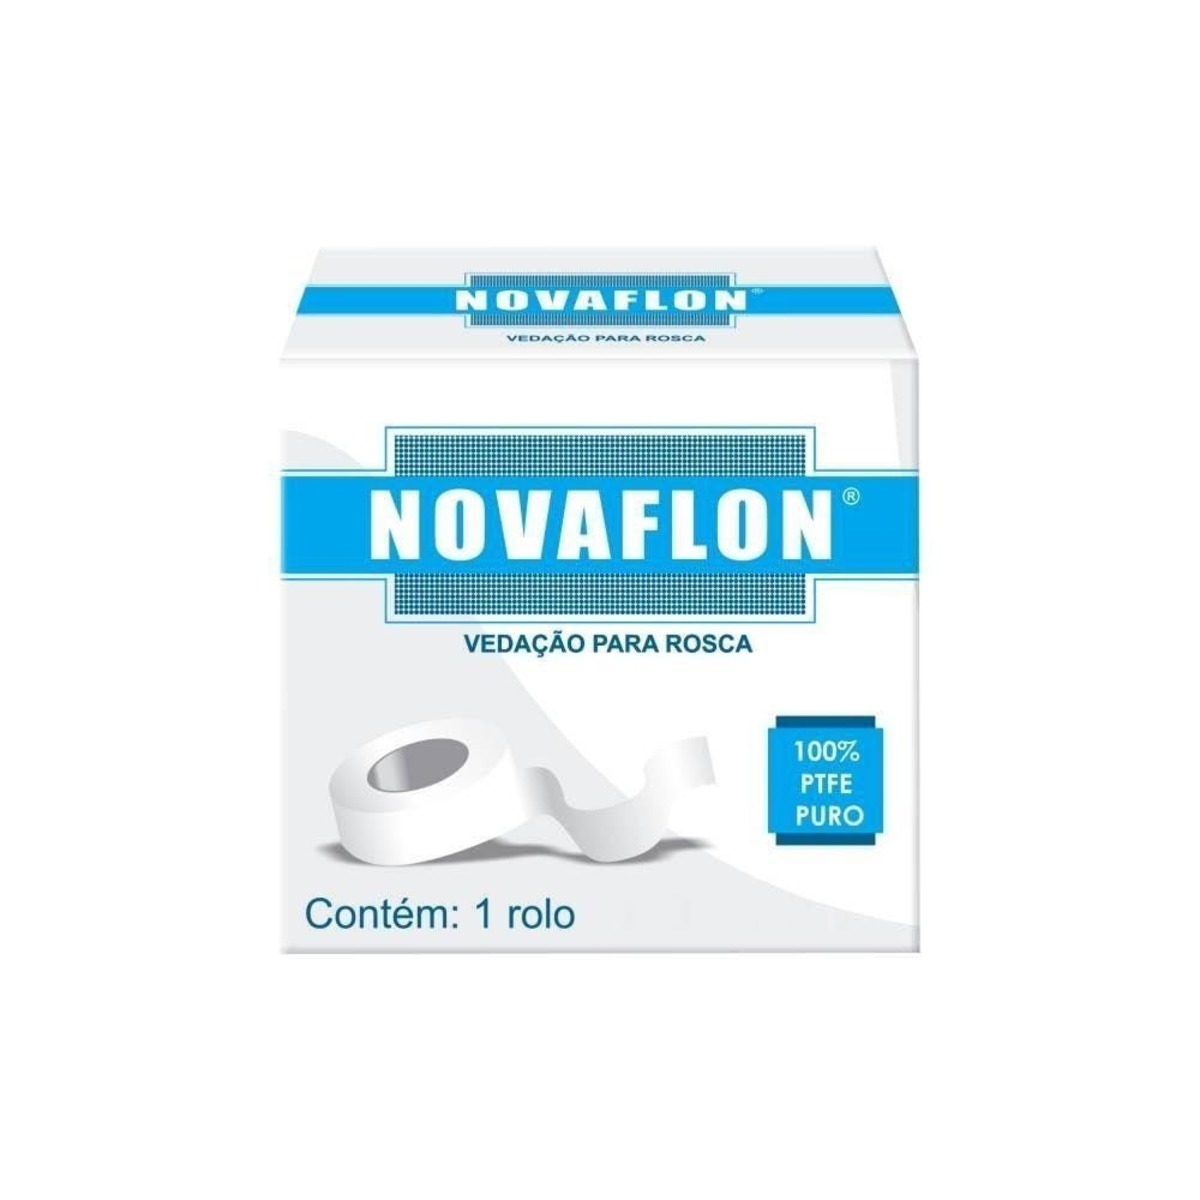 NOVAFLON®
VEDAÇÃO PARA ROSCA
NOVAFLON®
VEDAÇÃO PARA ROSCA
100%
PTFE
PURO
Contém: 1 rolo